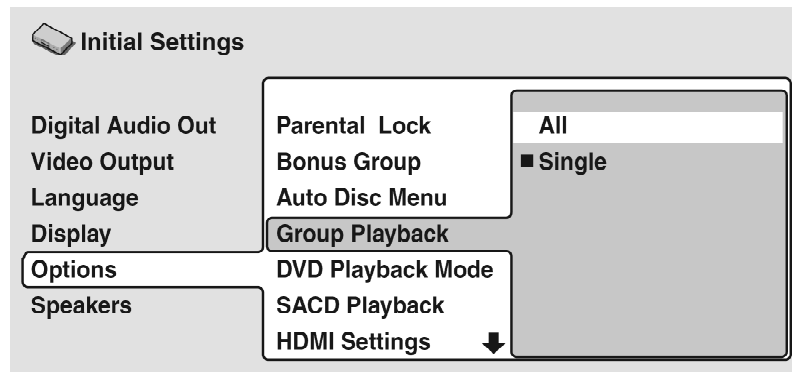 Initial Settings
Digital Audio Out
Video Output
Language
Display
Options
Speakers
Parental Lock
Bonus Group
Auto Disc Menu
Group Playback
DVD Playback Mode
SACD Playback
HDMI Settings
All
Single